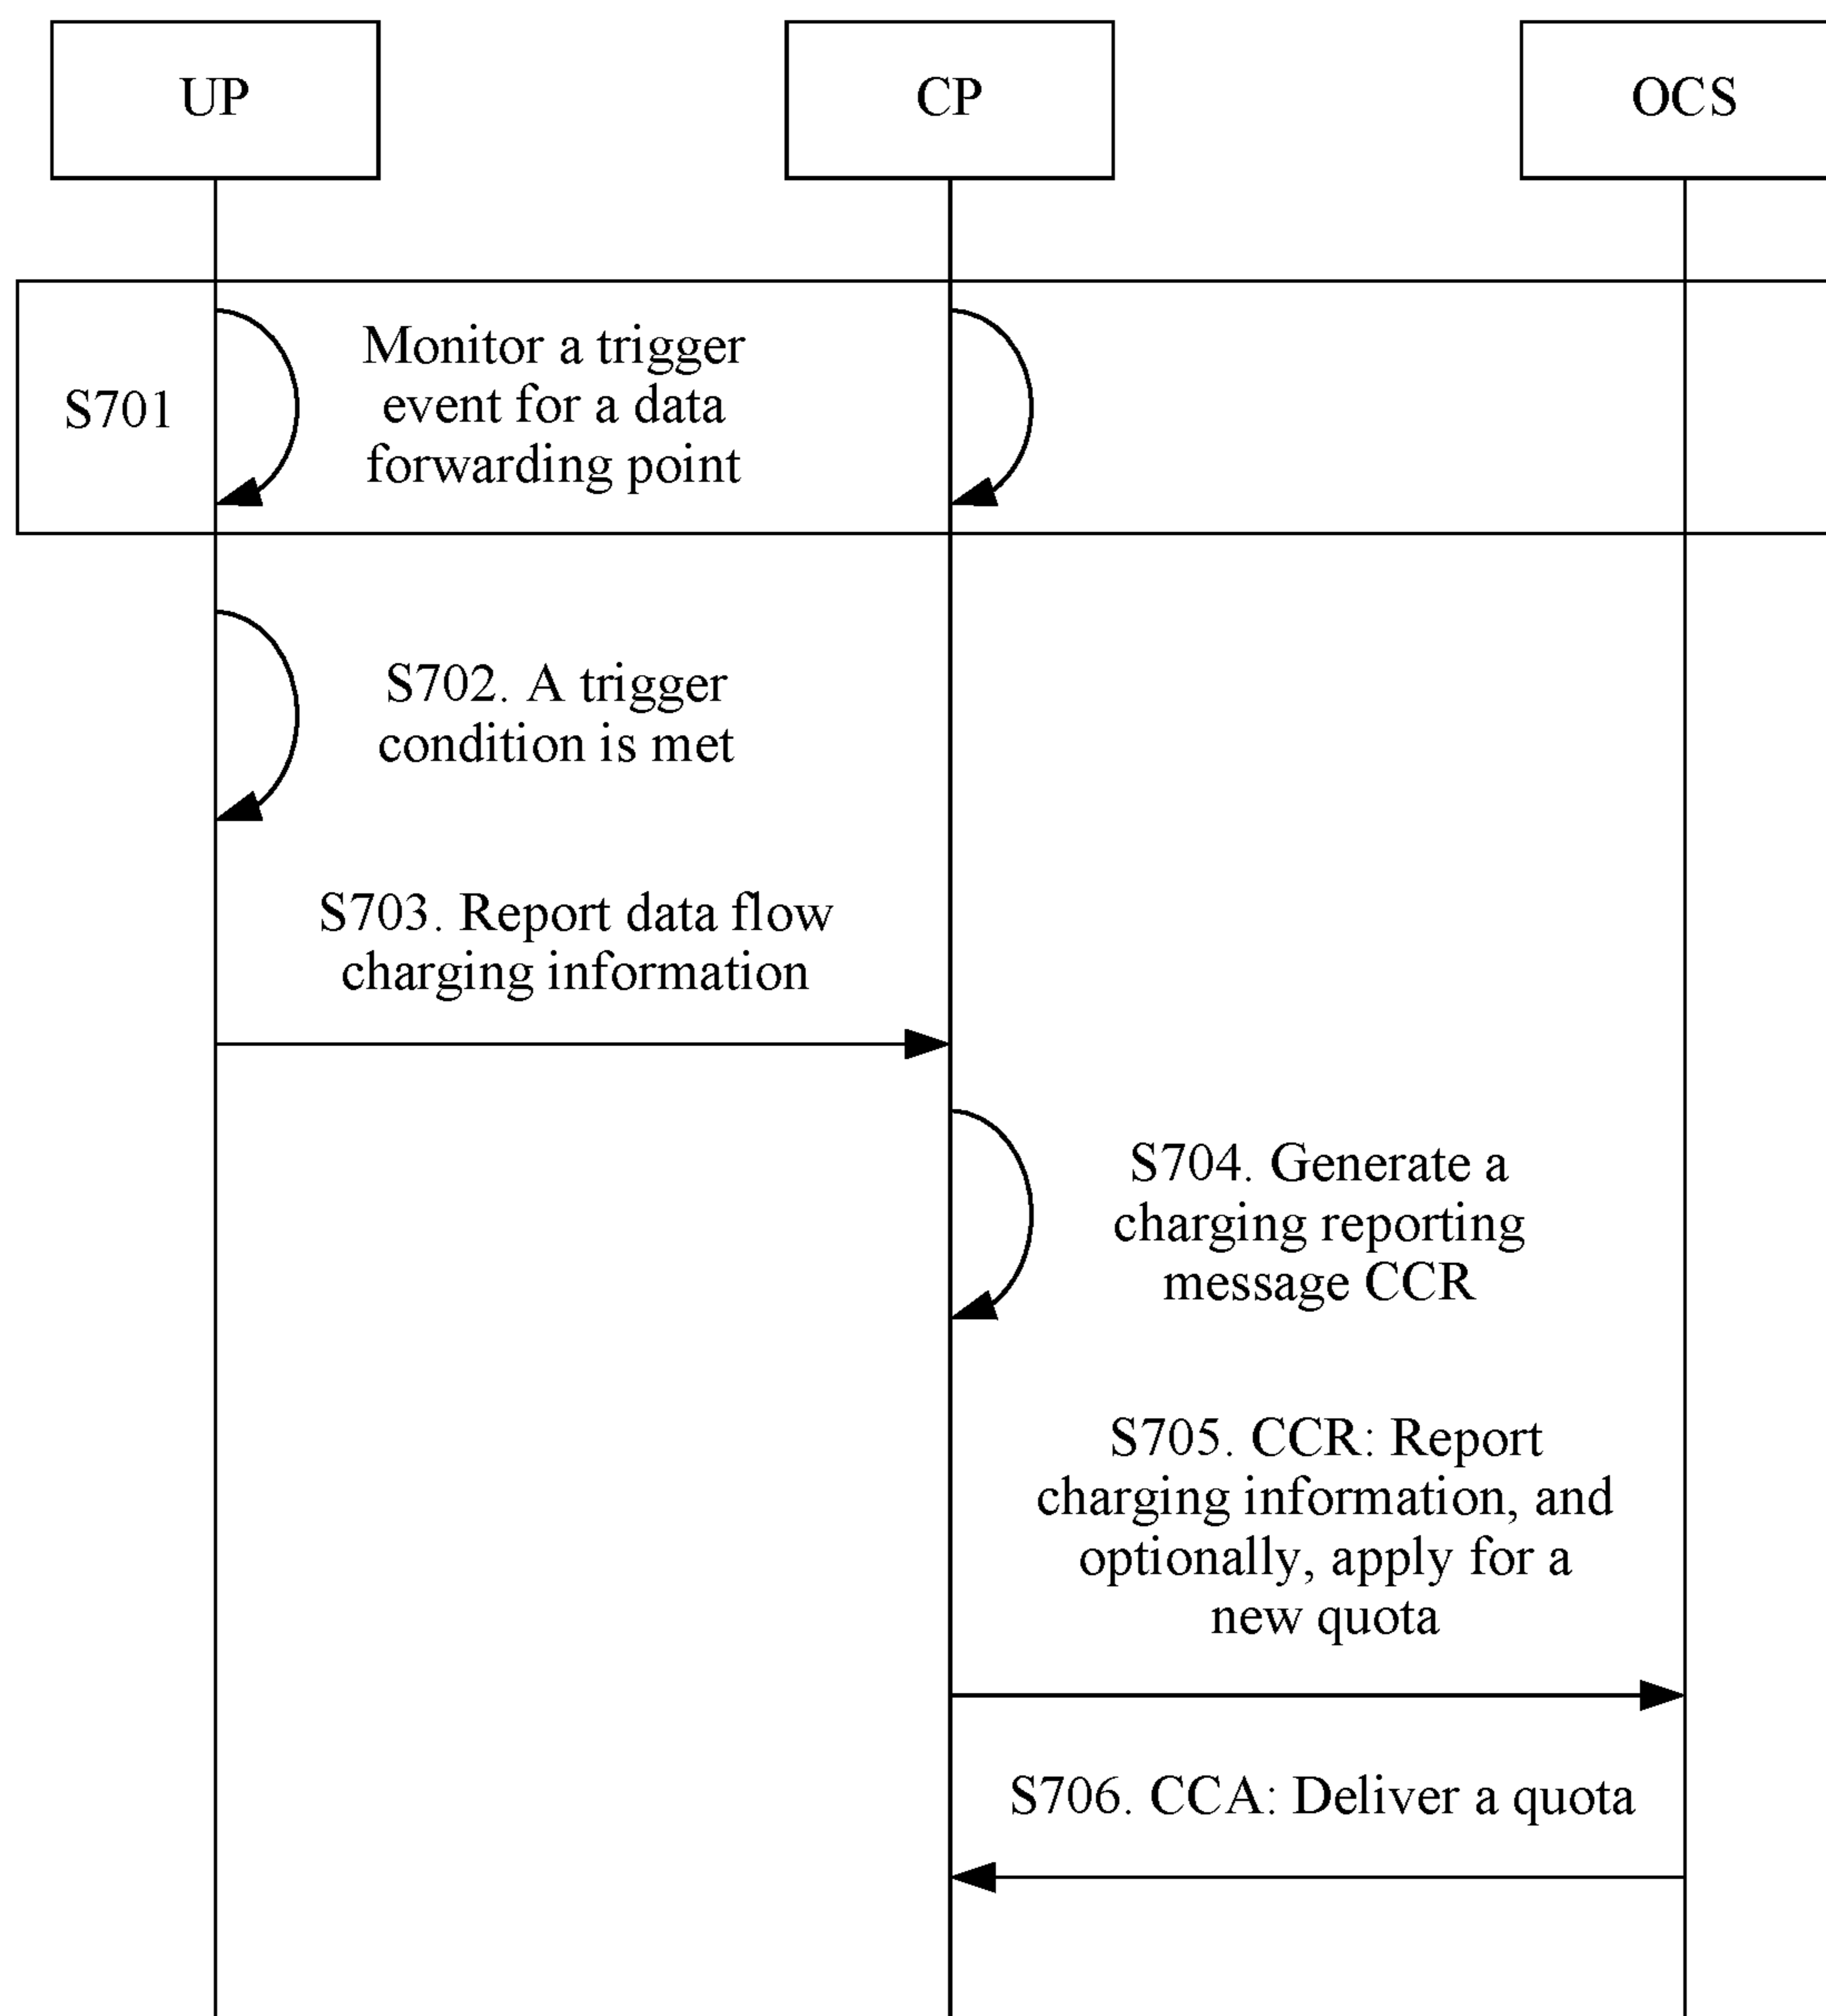 UP
CP
OCS
S701
Monitor a trigger
event for a data
forwarding point
S702. A trigger
condition is met
S703. Report data flow
charging information
S704. Generate a
charging reporting
message CCR
S705. CCR: Report
charging information, and
optionally, apply for a
new quota
S706. CCA: Deliver a quota